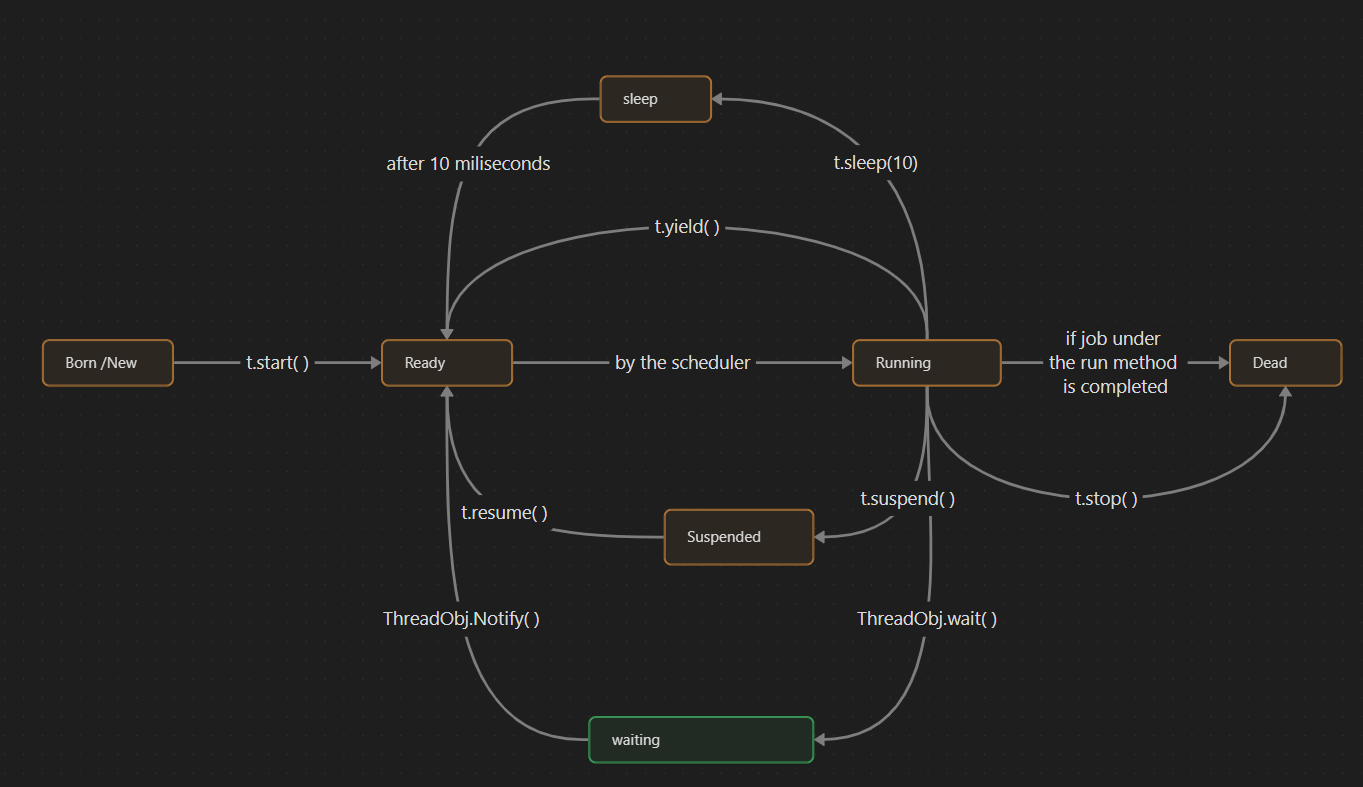 sleep
after 10 miliseconds
t.sleep(10)
t.yield( )
Born /New
t.start( )
Ready
by the scheduler
Running
if job under
the run method
is completed
Dead
t.suspend( )
t.stop( )
t.resume( )
Suspended
ThreadObj.Notify( )
ThreadObj.wait( )
waiting